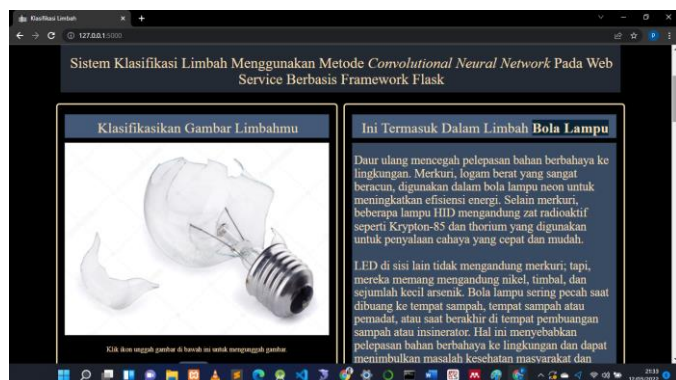 Klasifikasi Limbah
127.0.0.1:5000
Sistem Klasifikasi Limbah Menggunakan Metode Convolutional Neural Network Pada Web
Service Berbasis Framework Flask
Klasifikasikan Gambar Limbahmu
Klik ikon unggah gambar di bawah ini untuk mengunggah gambar.
Ini Termasuk Dalam Limbah Bola Lampu
Daur ulang mencegah pelepasan bahan berbahaya ke
lingkungan. Merkuri, logam berat yang sangat
beracun, digunakan dalam bola lampu neon untuk
meningkatkan efisiensi energi. Selain merkuri,
beberapa lampu HID mengandung zat radioaktif
seperti Krypton-85 dan thorium yang digunakan
untuk penyalaan cahaya yang cepat dan mudah.
LED di sisi lain tidak mengandung merkuri; tapi,
mereka memang mengandung nikel, timbal, dan
sejumlah kecil arsenik. Bola lampu sering pecah saat
dibuang ke tempat sampah, tempat sampah atau
pemadat, atau saat berakhir di tempat pembuangan
sampah atau insinerator. Hal ini menyebabkan
pelepasan bahan berbahaya ke lingkungan dan dapat
menimbulkan masalah kesehatan masyarakat dan
21:33